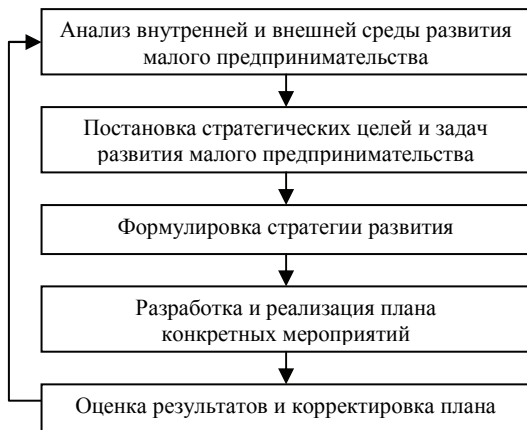 Анализ внутренней и внешней среды развития
малого предпринимательства
Постановка стратегических целей и задач
развития малого предпринимательства
Формулировка стратегии развития
Разработка и реализация плана
конкретных мероприятий
Оценка результатов и корректировка плана